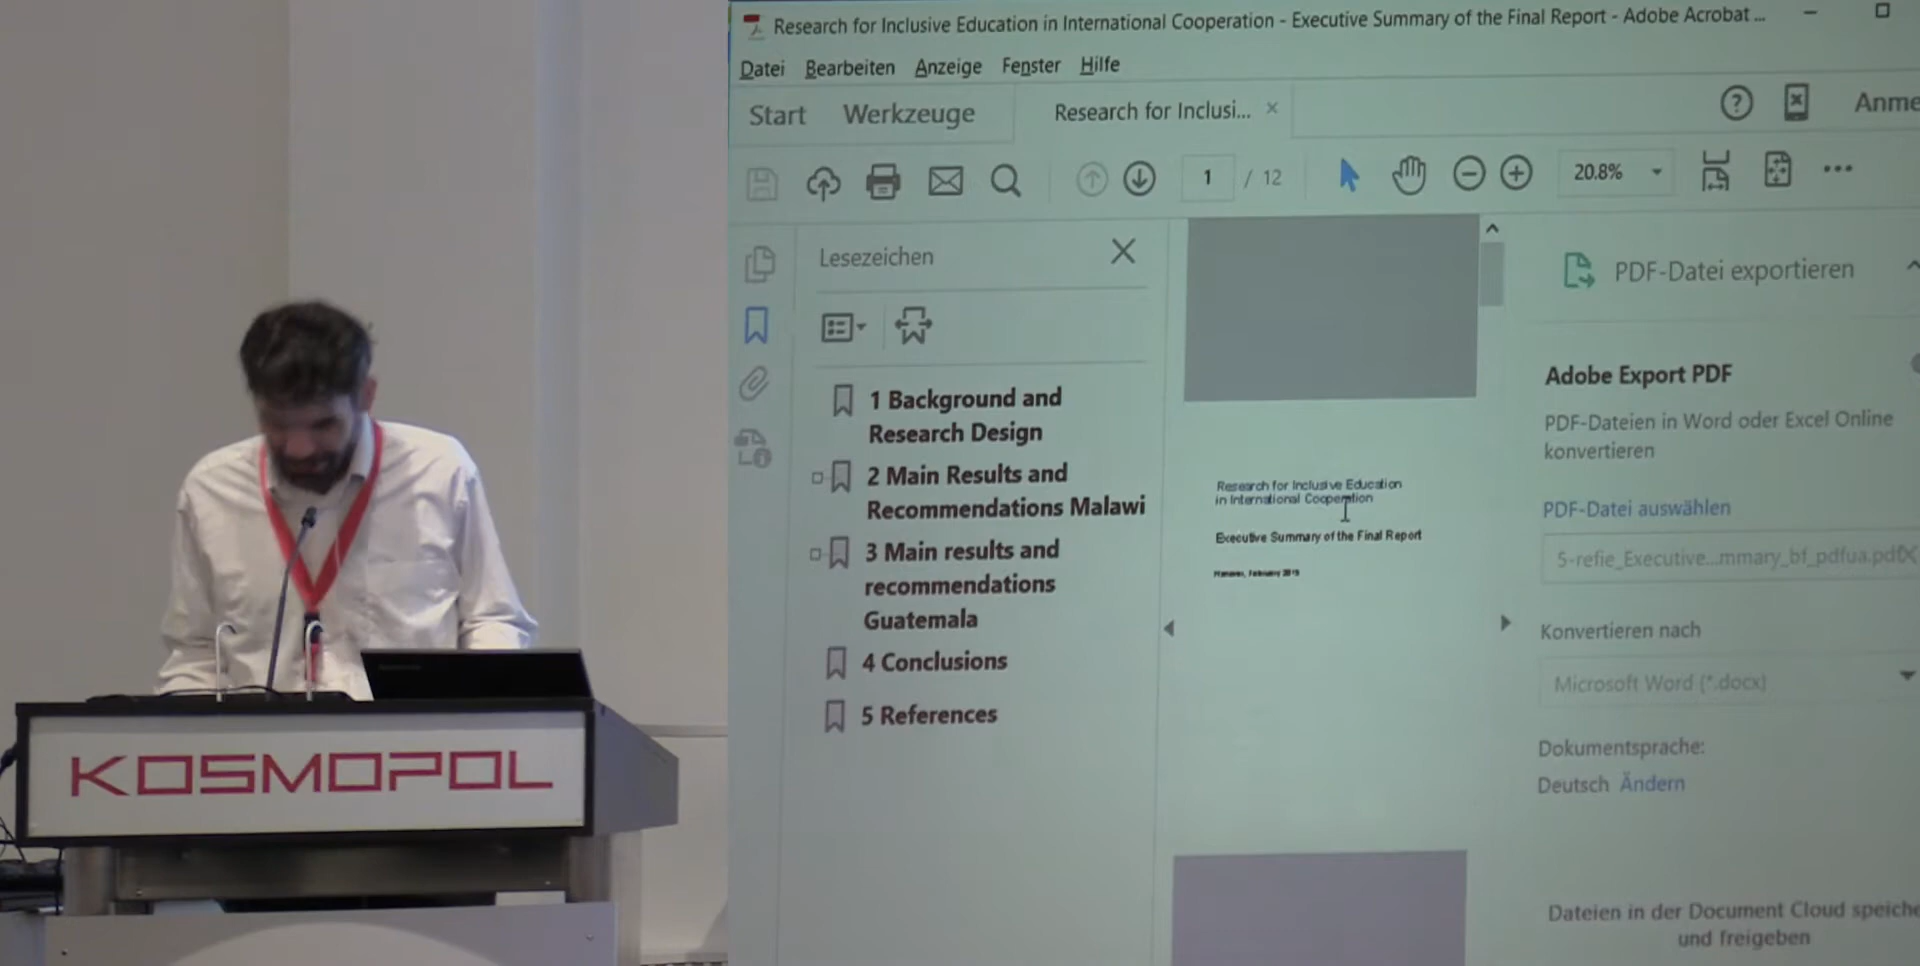 KOSMOPOL
Research for Inclusive Education in International Cooperation - Executive Summary of the Final Report - Adobe Acrobat ...
Datei Bearbeiten Anzeige Fenster Hilfe
Start Werkzeuge Research for Inclusi... ×
1 / 12 20.8%
Lesezeichen
1 Background and
Research Design
2 Main Results and
Recommendations Malawi
3 Main results and
recommendations
Guatemala
4 Conclusions
5 References
Research for Inclusive Education
in International Cooperation
Executive Summary of the Final Report
PDF-Datei exportieren
Adobe Export PDF
PDF-Dateien in Word oder Excel Online
konvertieren
PDF-Datei auswählen
5-refie_Executive...mmary_bf_pdfua.pdf
Konvertieren nach
Microsoft Word (*.docx)
Dokumentsprache:
Deutsch Ändern
Dateien in der Document Cloud speiche
und freigeben